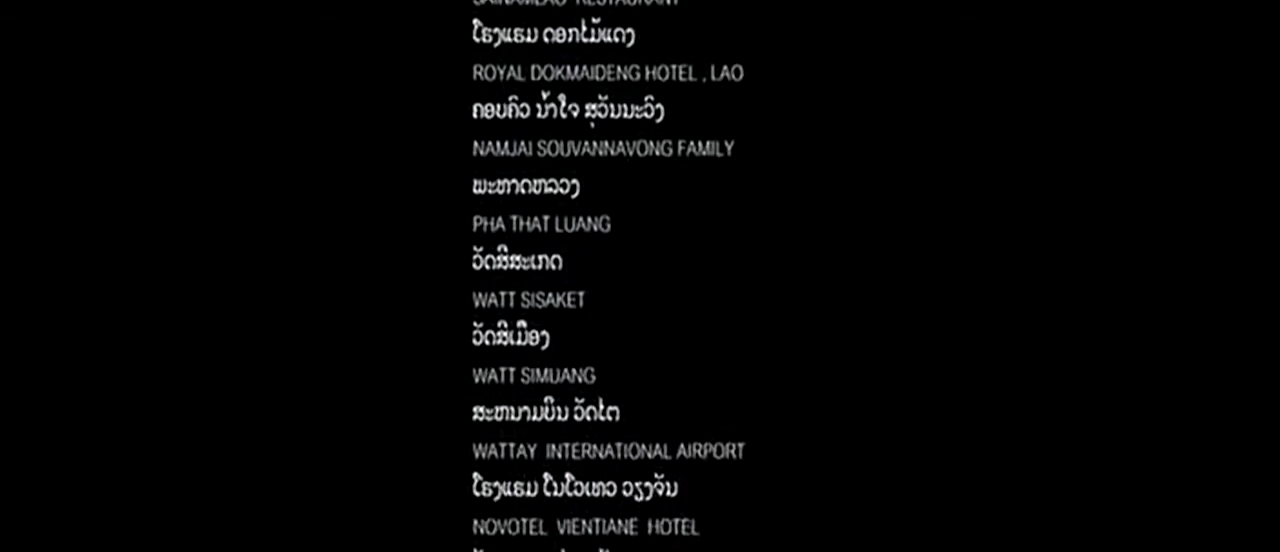 SAINAMLAO RESTAURANT
ໂຮງແຮມ ດອກໄມ້ແດງ
ROYAL DOKMAIDENG HOTEL , LAO
ຄອບຄົວ ນ້ຳໃຈ ສຸວັນນະວົງ
NAMJAI SOUVANNAVONG FAMILY
ພະທາດຫລວງ
PHA THAT LUANG
ວັດສີສະເກດ
WATT SISAKET
ວັດສີເມືອງ
WATT SIMUANG
ສະຫນາມບິນ ວັດໄຕ
WATTAY INTERNATIONAL AIRPORT
ໂຮງແຮມ ໂນໂວເທວ ວຽງຈັນ
NOVOTEL VIENTIANE HOTEL